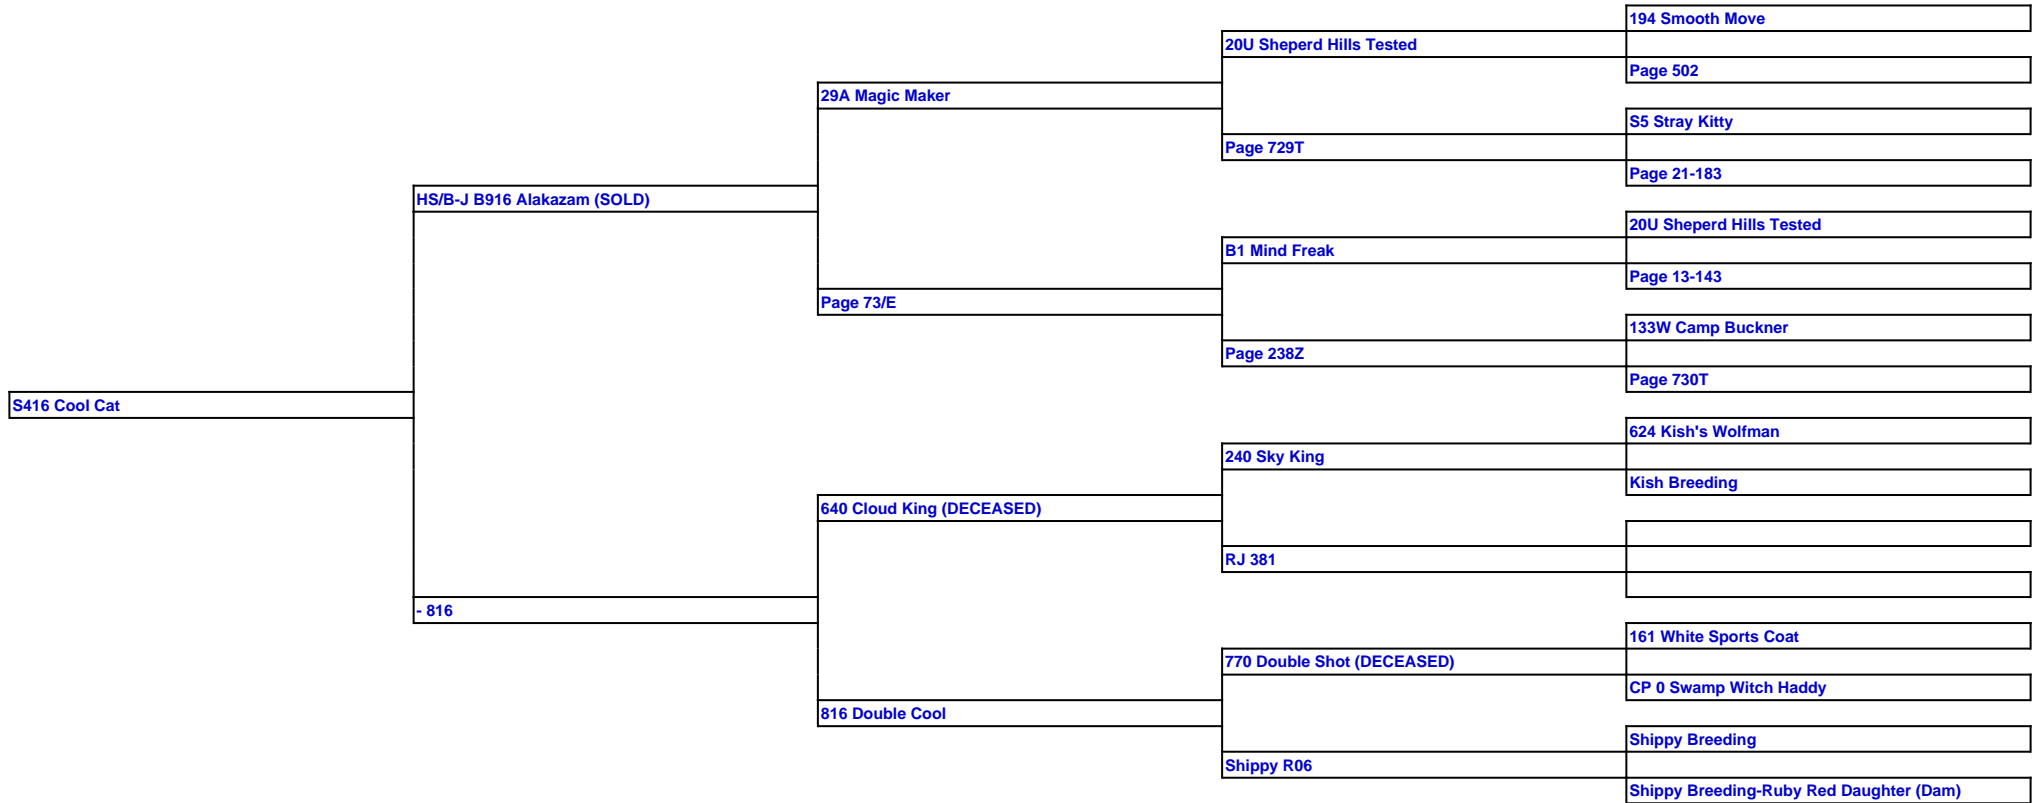 194 Smooth Move
20U Sheperd Hills Tested
Page 502
29A Magic Maker
S5 Stray Kitty
Page 729T
Page 21-183
HS/B-J B916 Alakazam (SOLD)
20U Sheperd Hills Tested
B1 Mind Freak
Page 13-143
Page 73/E
133W Camp Buckner
Page 238Z
Page 730T
S416 Cool Cat
624 Kish's Wolfman
240 Sky King
Kish Breeding
640 Cloud King (DECEASED)
RJ 381
- 816
161 White Sports Coat
770 Double Shot (DECEASED)
CP 0 Swamp Witch Haddy
816 Double Cool
Shippy Breeding
Shippy R06
Shippy Breeding-Ruby Red Daughter (Dam)